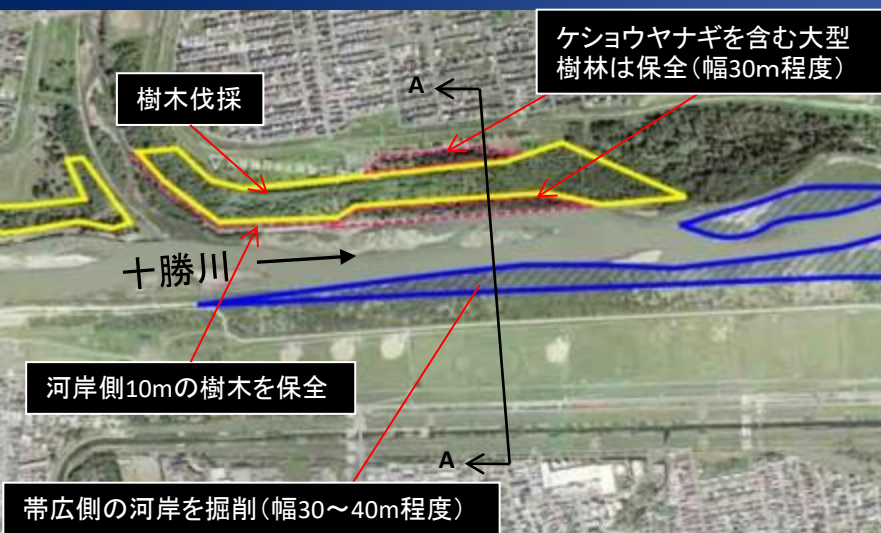 ケショウヤナギを含む大型
樹林は保全(幅30m程度)
樹木伐採
A
十勝川
河岸側10mの樹木を保全
A
帯広側の河岸を掘削(幅30～40m程度)